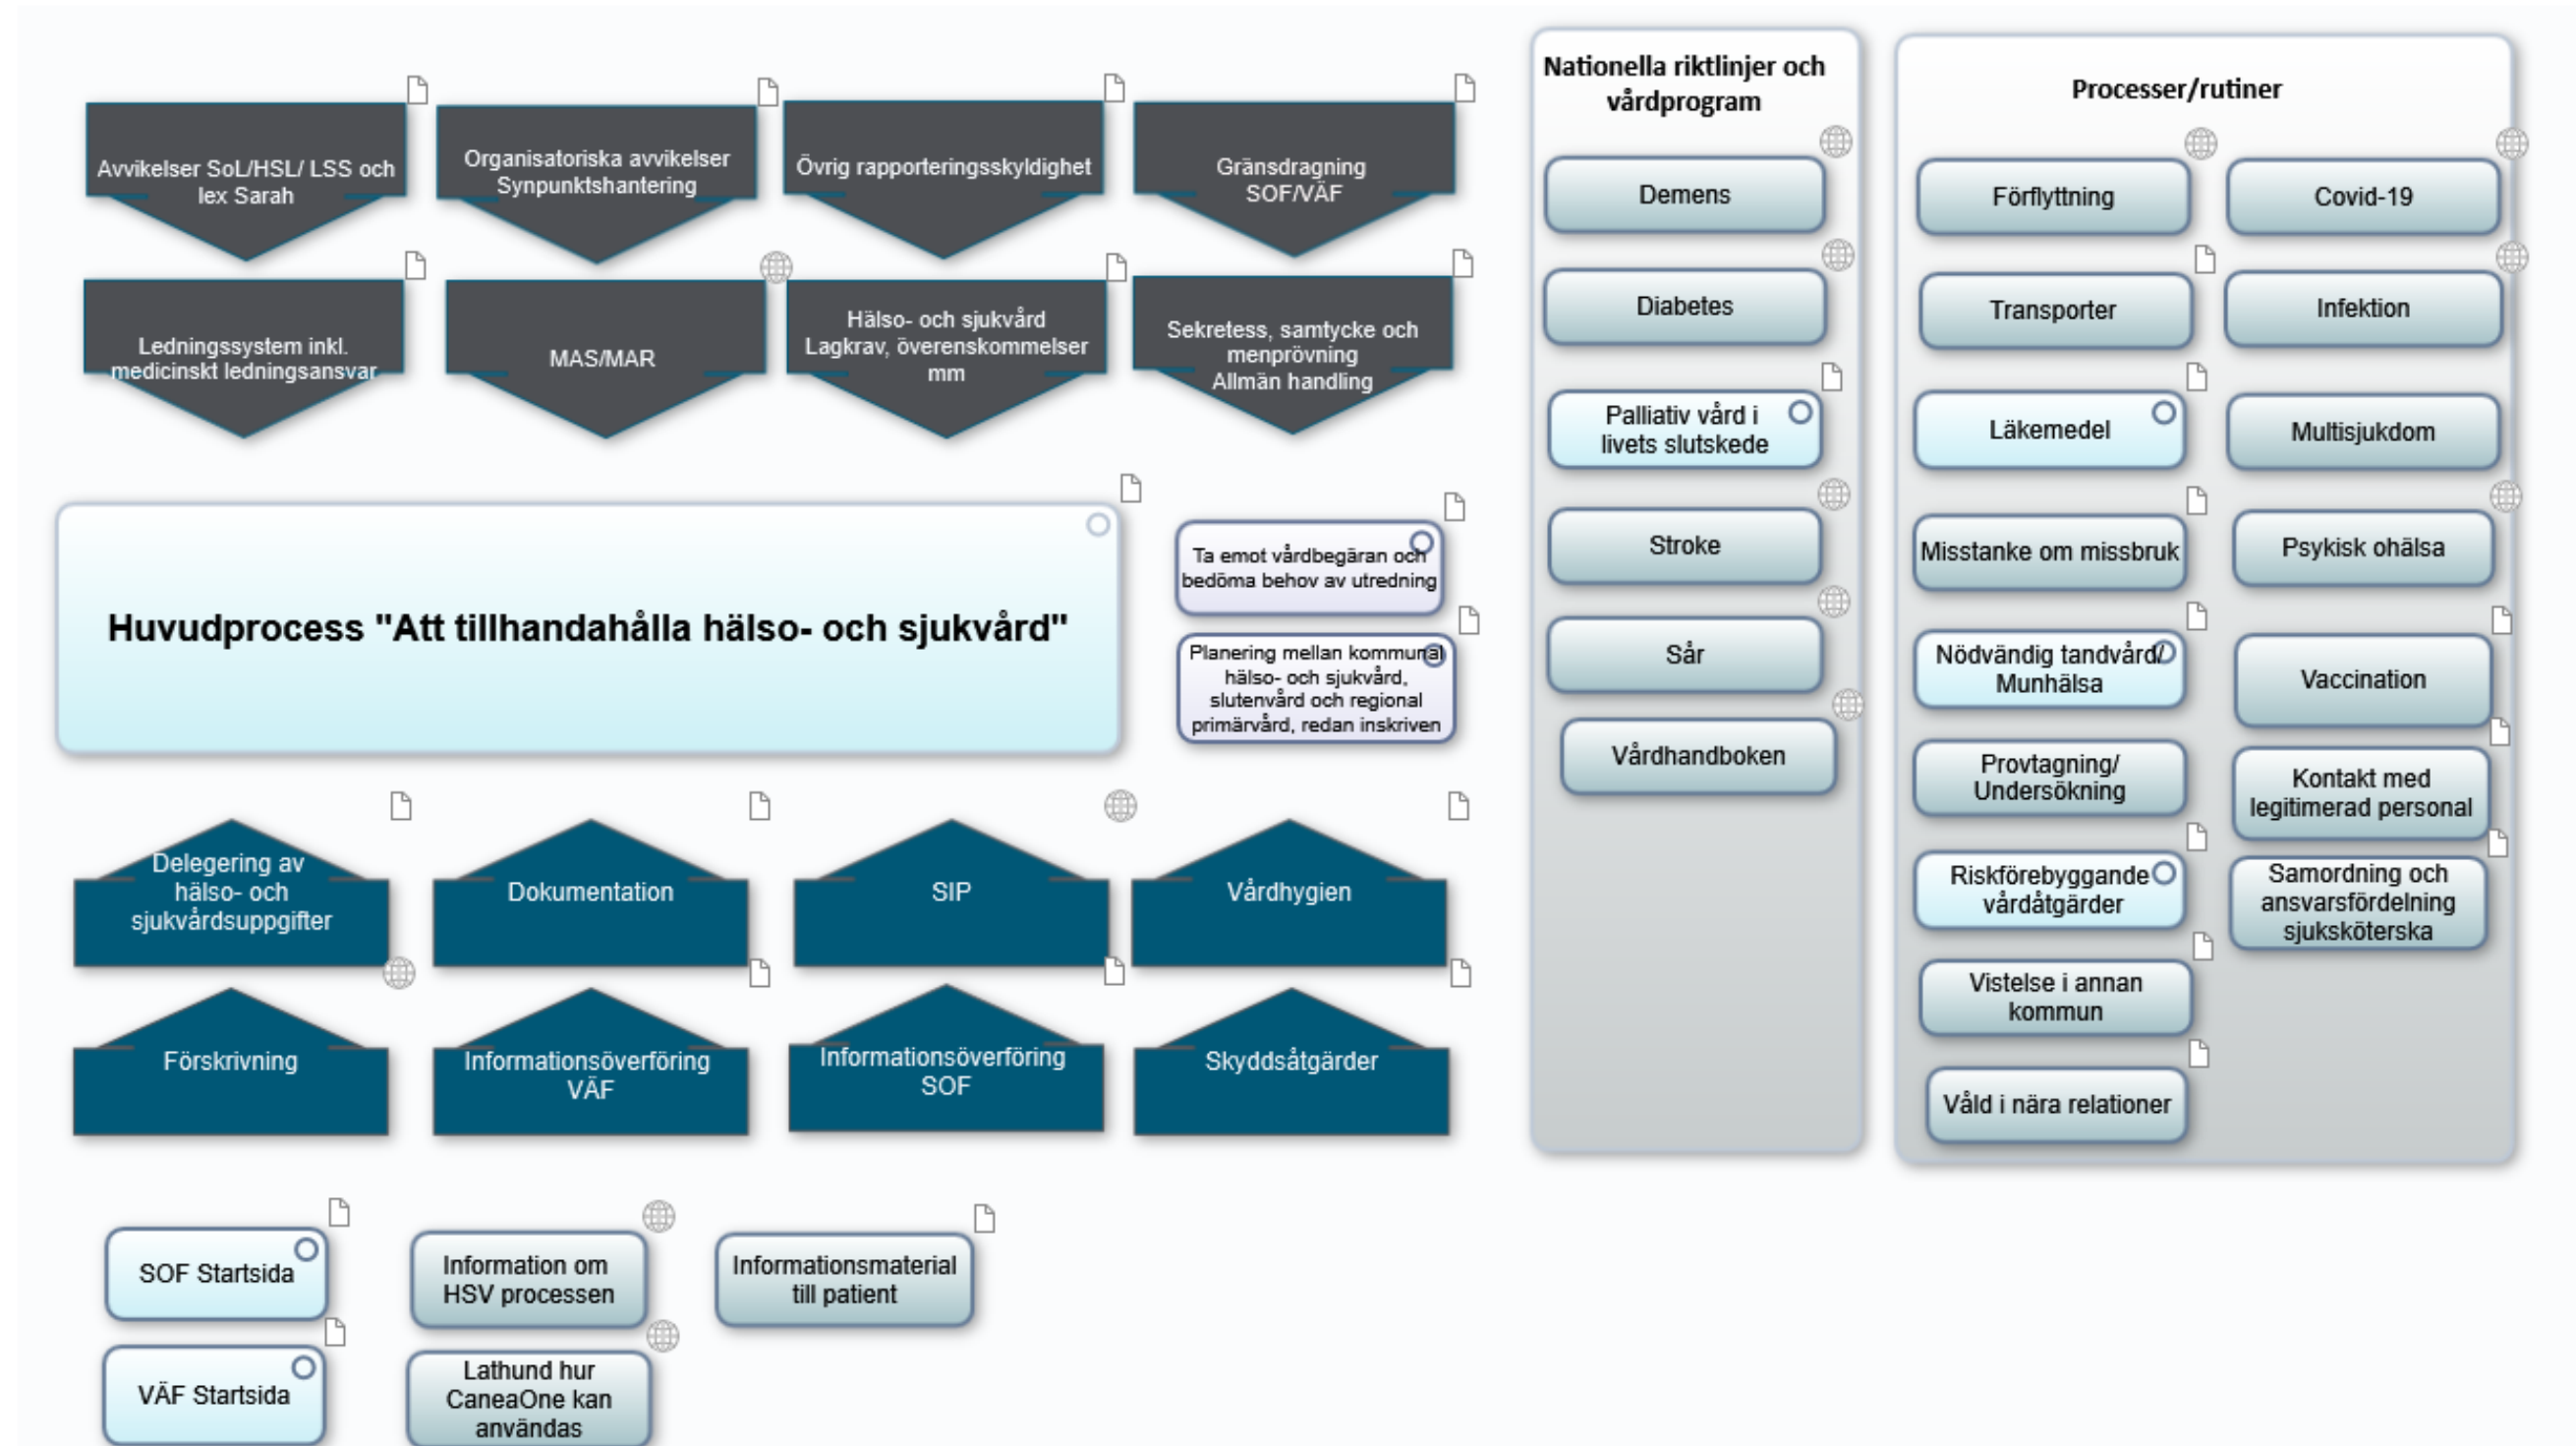 Avvikelser SoL/HSL/ LSS och
lex Sarah
Organisatoriska avvikelser
Synpunktshantering
Övrig rapporteringsskyldighet
Gränsdragning
SOF/VÄF
Ledningssystem inkl.
medicinskt ledningsansvar
MAS/MAR
Hälso- och sjukvård
Lagkrav, överenskommelser
mm
Sekretess, samtycke och
menprövning
Allmän handling
Huvudprocess "Att tillhandahålla hälso- och sjukvård"
Ta emot vårdbegäran och
bedöma behov av utredning
Planering mellan kommunal
hälso- och sjukvård,
slutenvård och regional
primärvård, redan inskriven
Delegering av
hälso- och
sjukvårdsuppgifter
Dokumentation
SIP
Vårdhygien
Förskrivning
Informationsöverföring
VÄF
Informationsöverföring
SOF
Skyddsåtgärder
SOF Startsida
Information om
HSV processen
Informationsmaterial
till patient
VÄF Startsida
Lathund hur
CaneaOne kan
användas
Nationella riktlinjer och
vårdprogram
Demens
Diabetes
Palliativ vård i
livets slutskede
Stroke
Sår
Vårdhandboken
Processer/rutiner
Förflyttning
Transporter
Läkemedel
Misstanke om missbruk
Nödvändig tandvård/
Munhälsa
Provtagning/
Undersökning
Riskförebyggande
vårdåtgärder
Vistelse i annan
kommun
Våld i nära relationer
Covid-19
Infektion
Multisjukdom
Psykisk ohälsa
Vaccination
Kontakt med
legitimerad personal
Samordning och
ansvarsfördelning
sjuksköterska